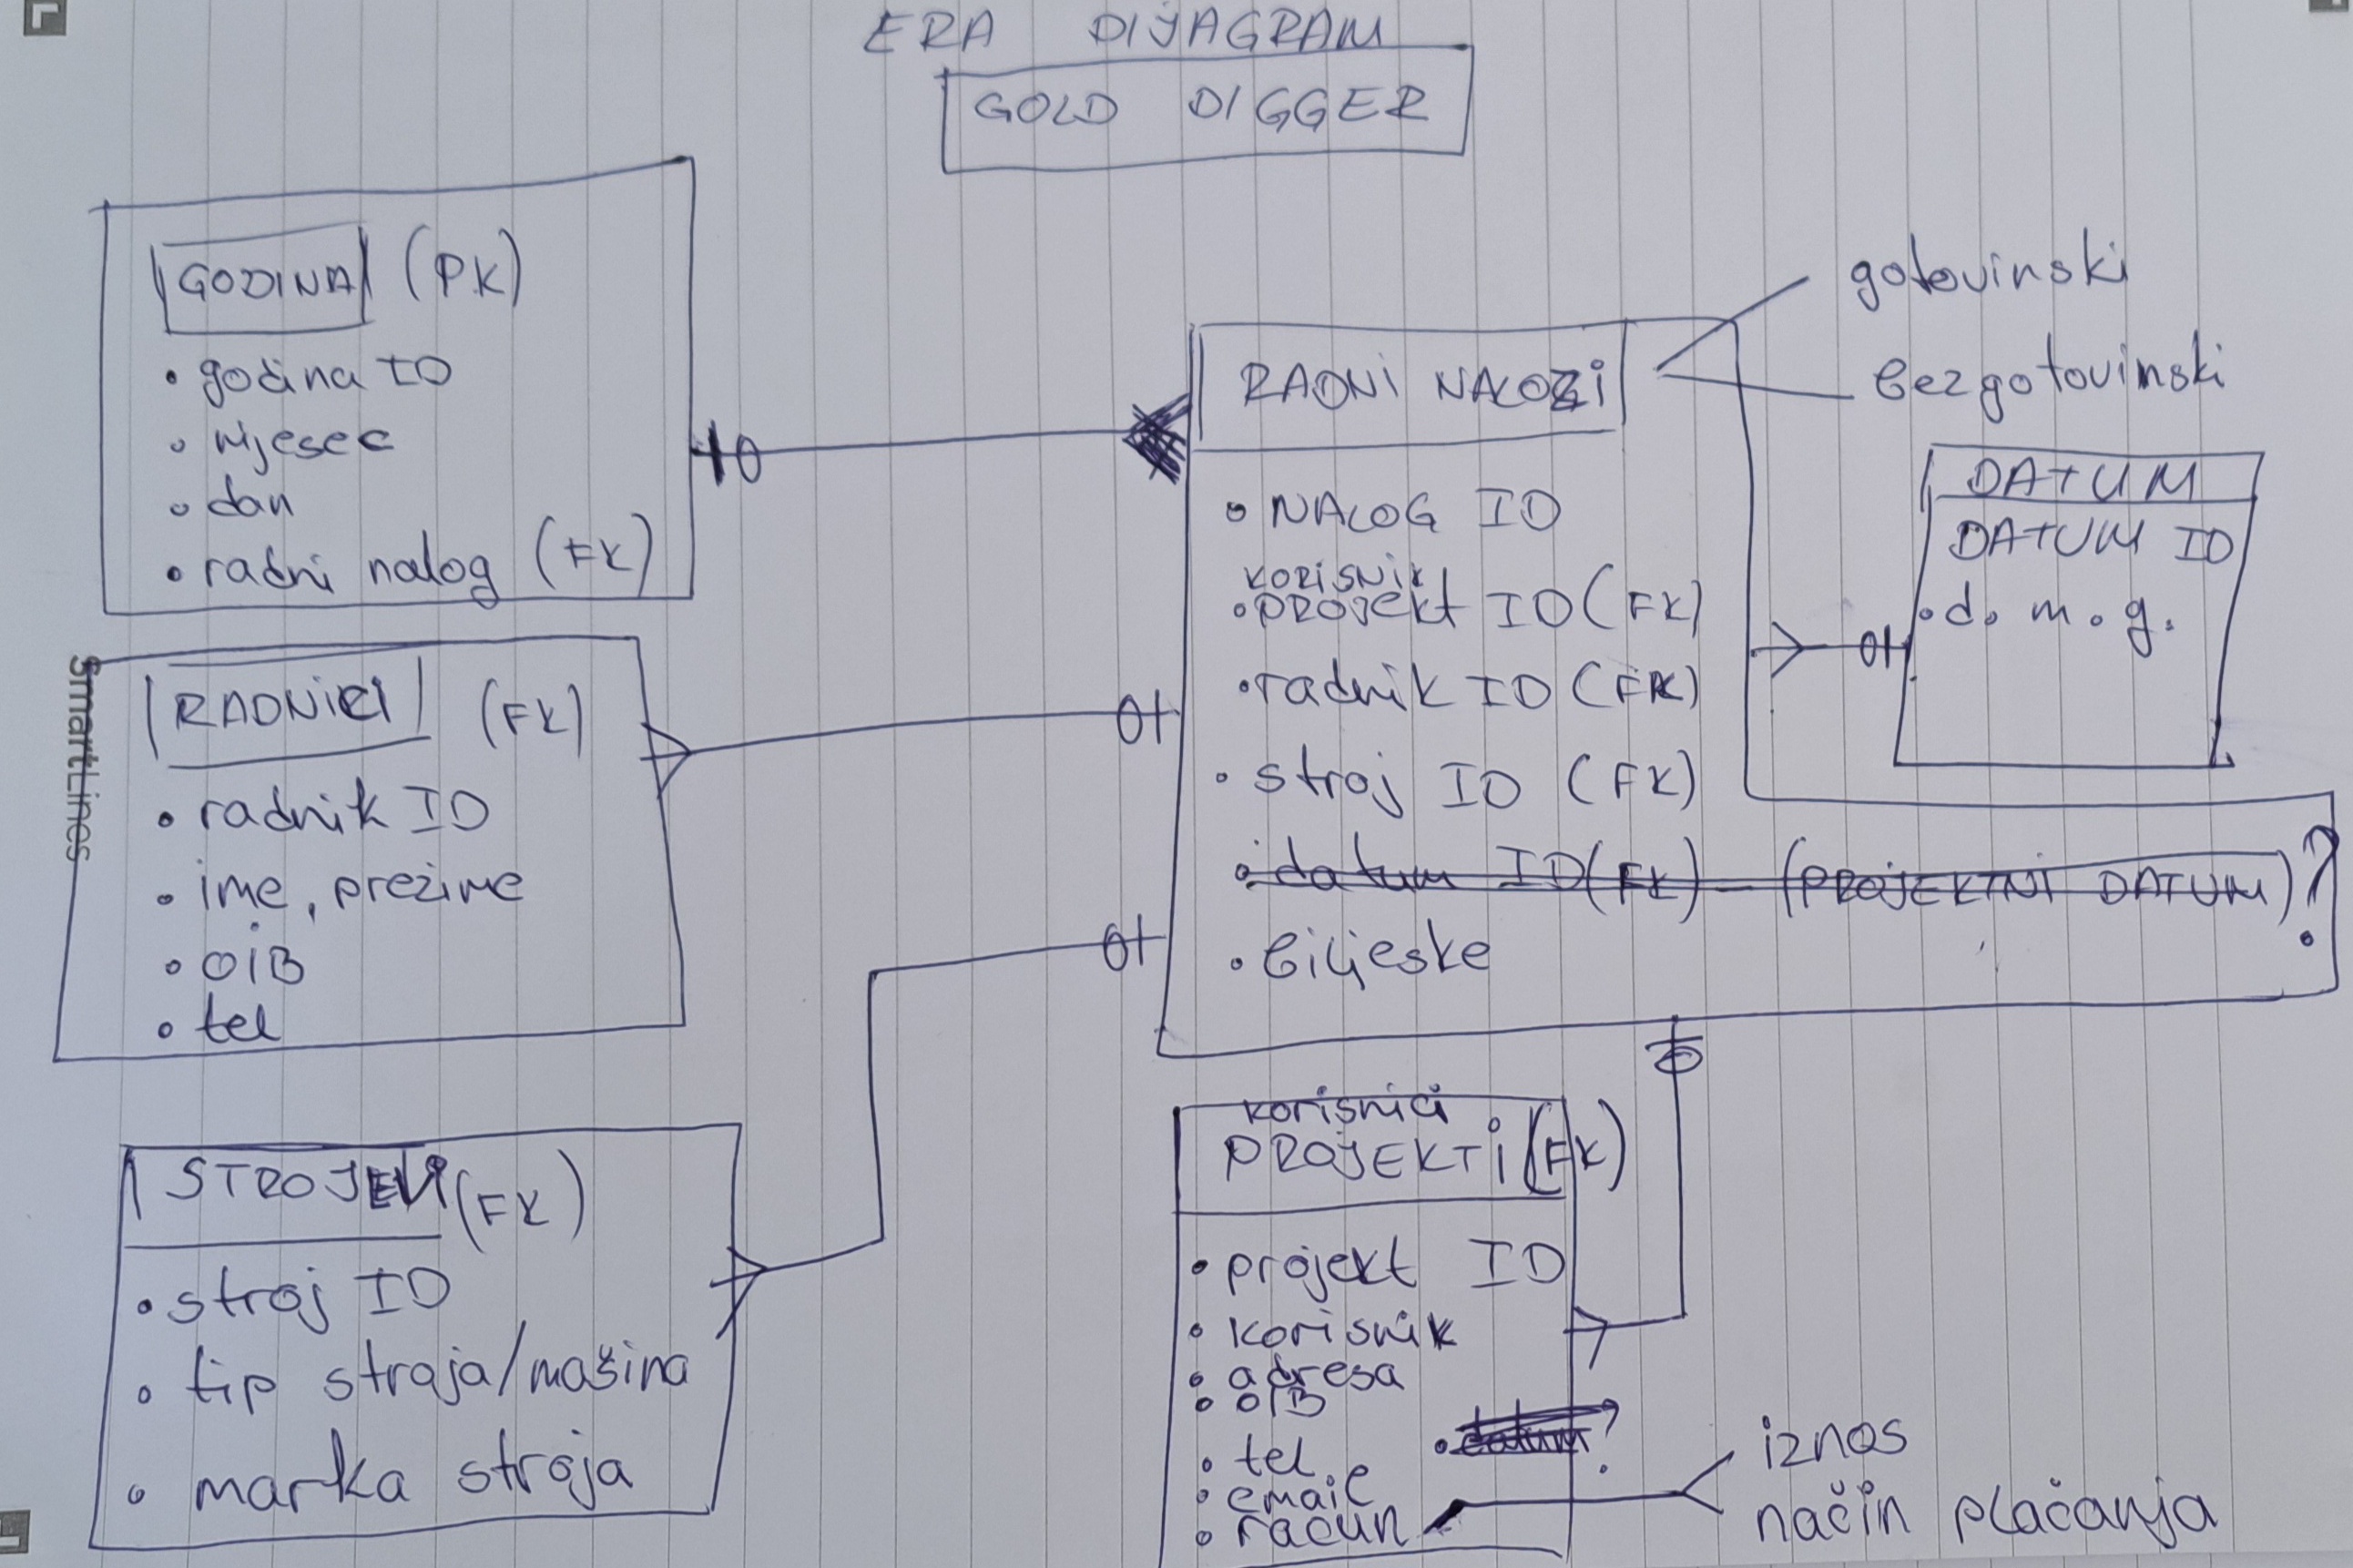 ERA DIJAGRAM
GOLD DIGGER
GODINA (PK)
• godina ID
• mjesec
• dan
• radni nalog (FK)
SmartLines
RADNICI (FK)
• radnik ID
• ime, prezime
• OIB
• tel
STROJEVI (FK)
• stroj ID
• tip stroja/mašina
• marka stroja
RADNI NALOZI
gotovinski
bezgotovinski
• NALOG ID
korisnik
• PROJEKT ID (FK)
• radnik ID (FK)
• stroj ID (FK)
• datum ID (FK) — (PROJEKTNI DATUM) ?
• bilješke
DATUM
DATUM ID
• d. m. g.
korisnici
PROJEKTI (FK)
• projekt ID
• korisnik
• adresa
• OIB
• tel.
• datum ?
• email
• račun
iznos
način plaćanja